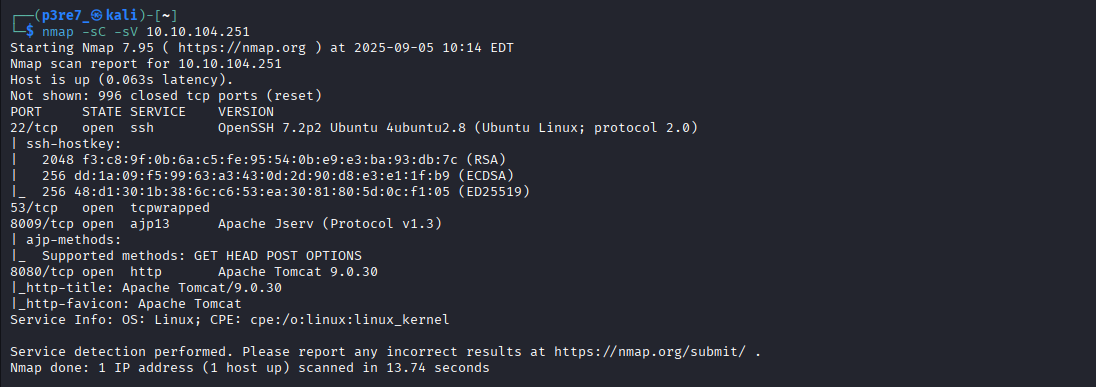 ┌──(p3re7_㉿kali)-[~]
└─$ nmap -sC -sV 10.10.104.251
Starting Nmap 7.95 ( https://nmap.org ) at 2025-09-05 10:14 EDT
Nmap scan report for 10.10.104.251
Host is up (0.063s latency).
Not shown: 996 closed tcp ports (reset)
PORT     STATE SERVICE    VERSION
22/tcp   open  ssh        OpenSSH 7.2p2 Ubuntu 4ubuntu2.8 (Ubuntu Linux; protocol 2.0)
| ssh-hostkey:
|   2048 f3:c8:9f:0b:6a:c5:fe:95:54:0b:e9:e3:ba:93:db:7c (RSA)
|   256 dd:1a:09:f5:99:63:a3:43:0d:2d:90:d8:e3:e1:1f:b9 (ECDSA)
|_  256 48:d1:30:1b:38:6c:c6:53:ea:30:81:80:5d:0c:f1:05 (ED25519)
53/tcp   open  tcpwrapped
8009/tcp open  ajp13      Apache Jserv (Protocol v1.3)
| ajp-methods:
|_  Supported methods: GET HEAD POST OPTIONS
8080/tcp open  http       Apache Tomcat 9.0.30
|_http-title: Apache Tomcat/9.0.30
|_http-favicon: Apache Tomcat
Service Info: OS: Linux; CPE: cpe:/o:linux:linux_kernel

Service detection performed. Please report any incorrect results at https://nmap.org/submit/ .
Nmap done: 1 IP address (1 host up) scanned in 13.74 seconds